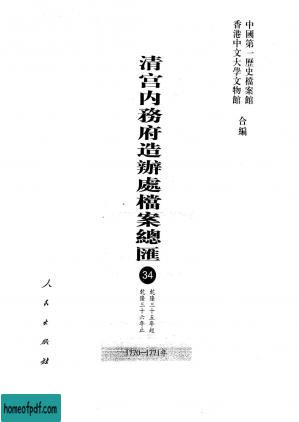 中國第一歷史檔案館
香港中文大學文物館
合編
清宮內務府造辦處檔案總匯
34
乾隆三十五年起
乾隆三十六年止
1770—1771年
人民出版社
homeofpdf.com